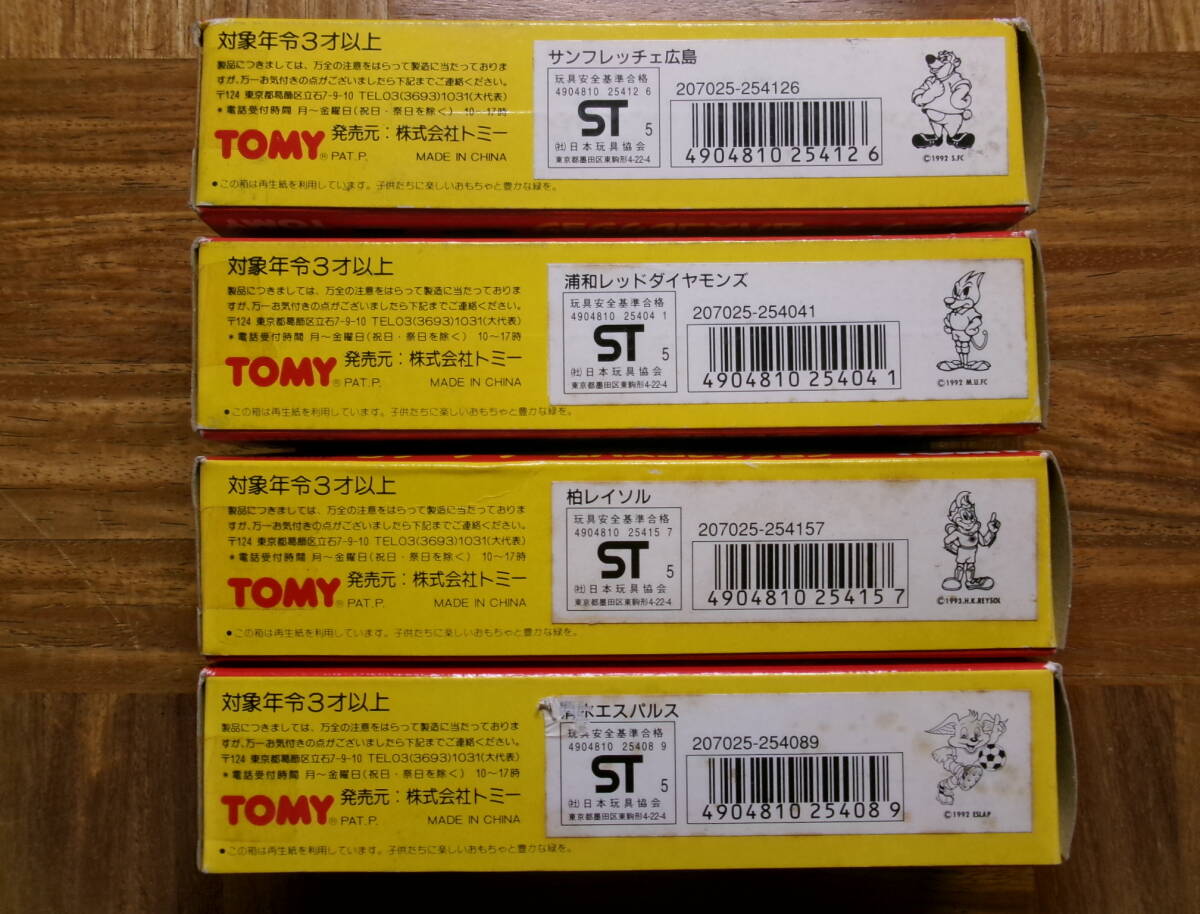 対象年令3才以上
製品につきましては、万全の注意をはらって製造に当たっておりま
すが、万一お気付きの点がございましたら下記までご連絡ください。
〒124 東京都葛飾区立石7-9-10 TEL03(3693)1031(大代表)
*電話受付時間 月〜金曜日(祝日・祭日を除く) 10〜17時
TOMY® PAT.P. 発売元:株式会社トミー
MADE IN CHINA
●この箱は再生紙を利用しています。子供たちに楽しいおもちゃと豊かな緑を。
サンフレッチェ広島
玩具安全基準合格
4904810 25412 6
ST 5
(社)日本玩具協会
東京都墨田区東駒形4-22-4
207025-254126
4904810 254126
©1992 S.FC
TOMY
対象年令3才以上
製品につきましては、万全の注意をはらって製造に当たっておりま
すが、万一お気付きの点がございましたら下記までご連絡ください。
〒124 東京都葛飾区立石7-9-10 TEL03(3693)1031(大代表)
*電話受付時間 月〜金曜日(祝日・祭日を除く) 10〜17時
TOMY® PAT.P. 発売元:株式会社トミー
MADE IN CHINA
●この箱は再生紙を利用しています。子供たちに楽しいおもちゃと豊かな緑を。
浦和レッドダイヤモンズ
玩具安全基準合格
4904810 25404 1
ST 5
(社)日本玩具協会
東京都墨田区東駒形4-22-4
207025-254041
4904810 254041
©1992 M.U.FC
対象年令3才以上
製品につきましては、万全の注意をはらって製造に当たっておりま
すが、万一お気付きの点がございましたら下記までご連絡ください。
〒124 東京都葛飾区立石7-9-10 TEL03(3693)1031(大代表)
*電話受付時間 月〜金曜日(祝日・祭日を除く) 10〜17時
TOMY® PAT.P. 発売元:株式会社トミー
MADE IN CHINA
●この箱は再生紙を利用しています。子供たちに楽しいおもちゃと豊かな緑を。
柏レイソル
玩具安全基準合格
4904810 25415 7
ST 5
(社)日本玩具協会
東京都墨田区東駒形4-22-4
207025-254157
4904810 254157
©1993.H.K.REYSOL
対象年令3才以上
製品につきましては、万全の注意をはらって製造に当たっておりま
すが、万一お気付きの点がございましたら下記までご連絡ください。
〒124 東京都葛飾区立石7-9-10 TEL03(3693)1031(大代表)
*電話受付時間 月〜金曜日(祝日・祭日を除く) 10〜17時
TOMY® PAT.P. 発売元:株式会社トミー
MADE IN CHINA
●この箱は再生紙を利用しています。子供たちに楽しいおもちゃと豊かな緑を。
清水エスパルス
玩具安全基準合格
4904810 25408 9
ST 5
(社)日本玩具協会
東京都墨田区東駒形4-22-4
207025-254089
4904810 254089
©1992 ESLAP